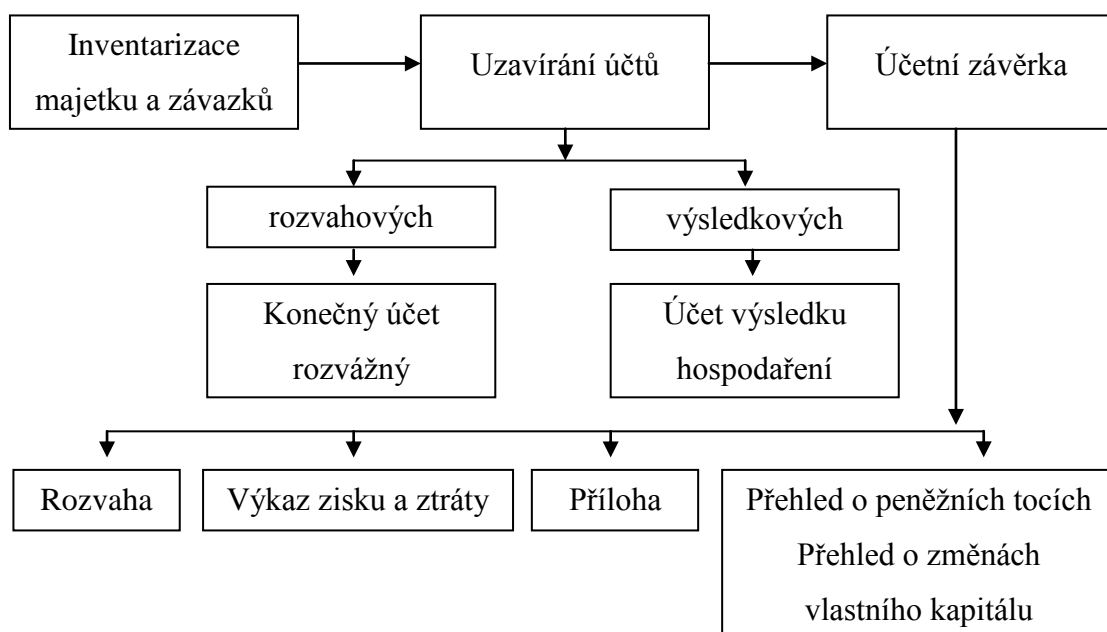 Inventarizace
majetku a závazků
Uzavírání účtů
Účetní závěrka
rozvahových
výsledkových
Konečný účet
rozvážný
Účet výsledku
hospodaření
Rozvaha
Výkaz zisku a ztráty
Příloha
Přehled o peněžních tocích
Přehled o změnách
vlastního kapitálu